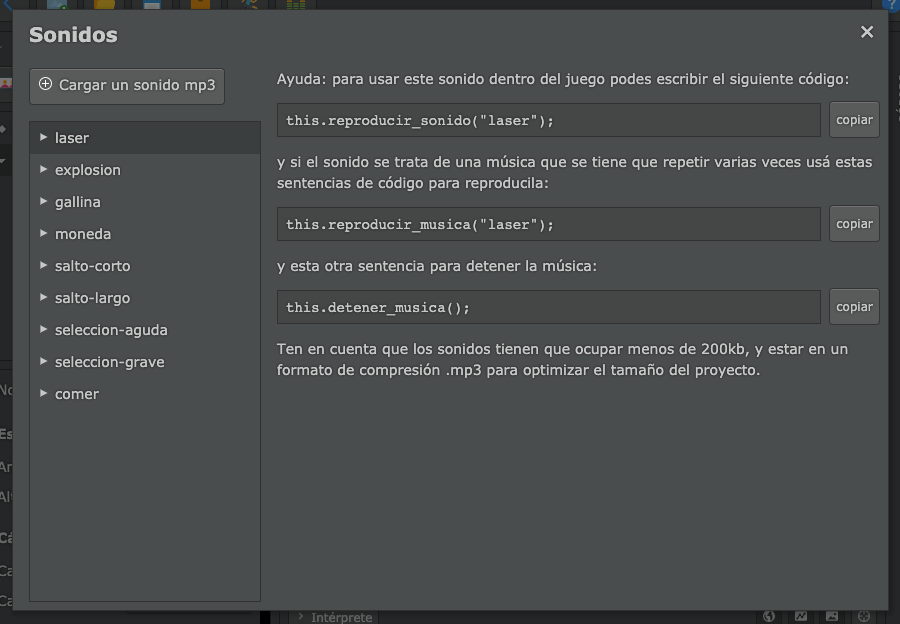 Sonidos
Cargar un sonido mp3
laser
explosion
gallina
moneda
salto-corto
salto-largo
seleccion-aguda
seleccion-grave
comer
Ayuda: para usar este sonido dentro del juego podes escribir el siguiente código:
this.reproducir_sonido("laser");
copiar
y si el sonido se trata de una música que se tiene que repetir varias veces usá estas
sentencias de código para reproducila:
this.reproducir_musica("laser");
copiar
y esta otra sentencia para detener la música:
this.detener_musica();
copiar
Ten en cuenta que los sonidos tienen que ocupar menos de 200kb, y estar en un
formato de compresión .mp3 para optimizar el tamaño del proyecto.
Intérprete